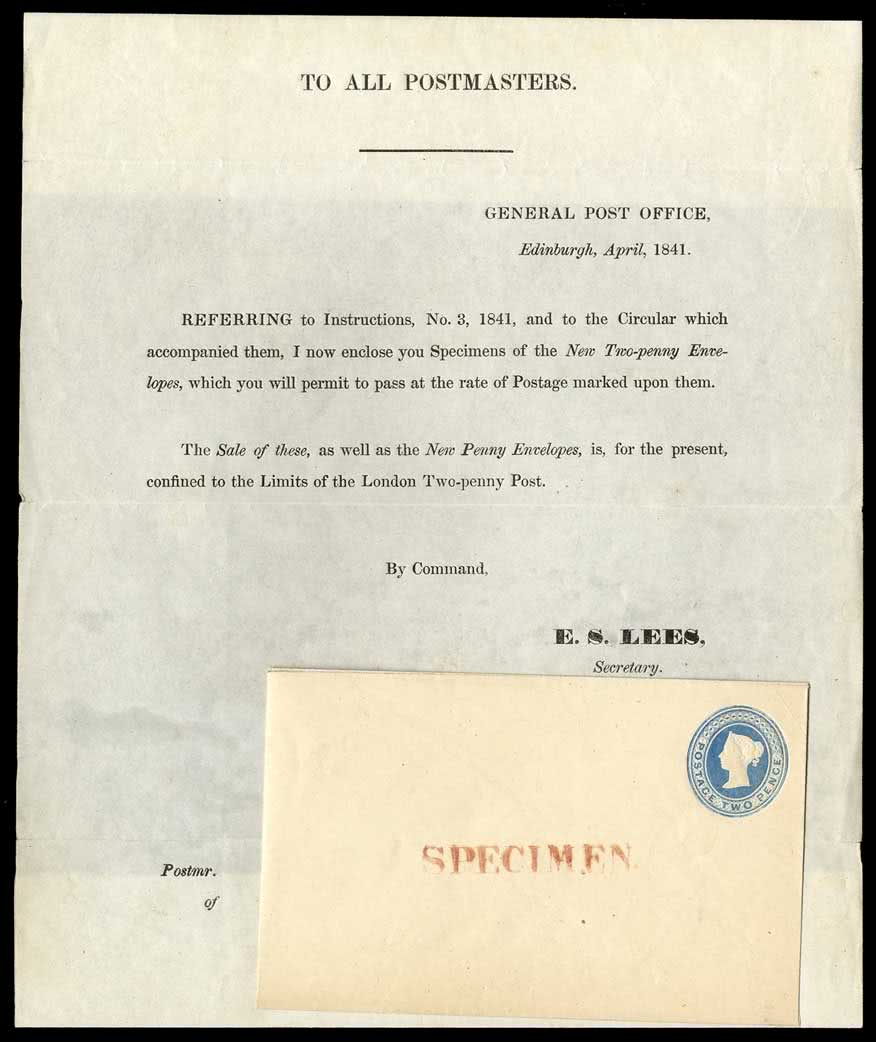 TO ALL POSTMASTERS.
GENERAL POST OFFICE,
Edinburgh, April, 1841.
REFERRING to Instructions, No. 3, 1841, and to the Circular which
accompanied them, I now enclose you Specimens of the New Two-penny Enve-
lopes, which you will permit to pass at the rate of Postage marked upon them.
The Sale of these, as well as the New Penny Envelopes, is, for the present,
confined to the Limits of the London Two-penny Post.
By Command,
E. S. LEES,
Secretary.
POSTAGE TWO PENCE
SPECIMEN
Postmr.
of